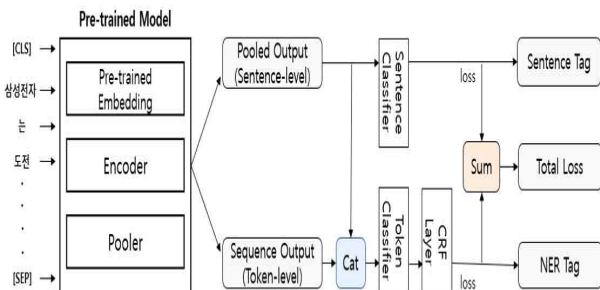 Pre-trained Model
[CLS]
삼성전자
는
도전
.
.
.
.
[SEP]
Pre-trained
Embedding
Encoder
Pooler
Pooled Output
(Sentence-level)
Sequence Output
(Token-level)
Cat
Sentence
Classifier
Token
Classifier
CRF
Layer
loss
loss
Sum
Sentence Tag
Total Loss
NER Tag